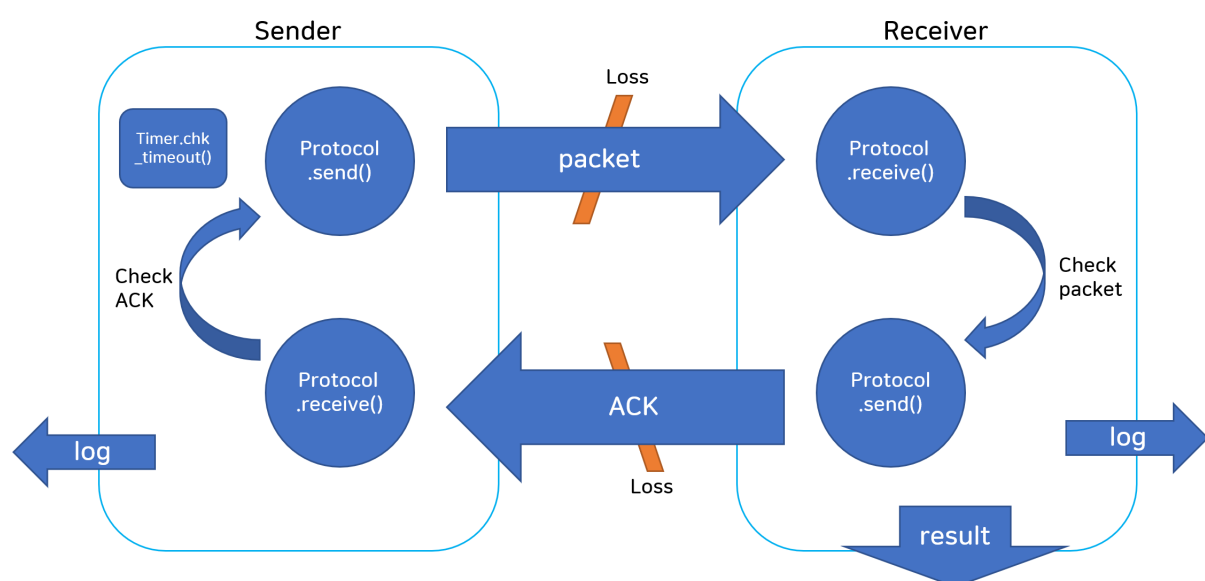 Sender
Receiver
Loss
Timer.chk
_timeout()
Protocol
.send()
packet
Protocol
.receive()
Check
ACK
Check
packet
Protocol
.receive()
ACK
Protocol
.send()
log
log
Loss
result